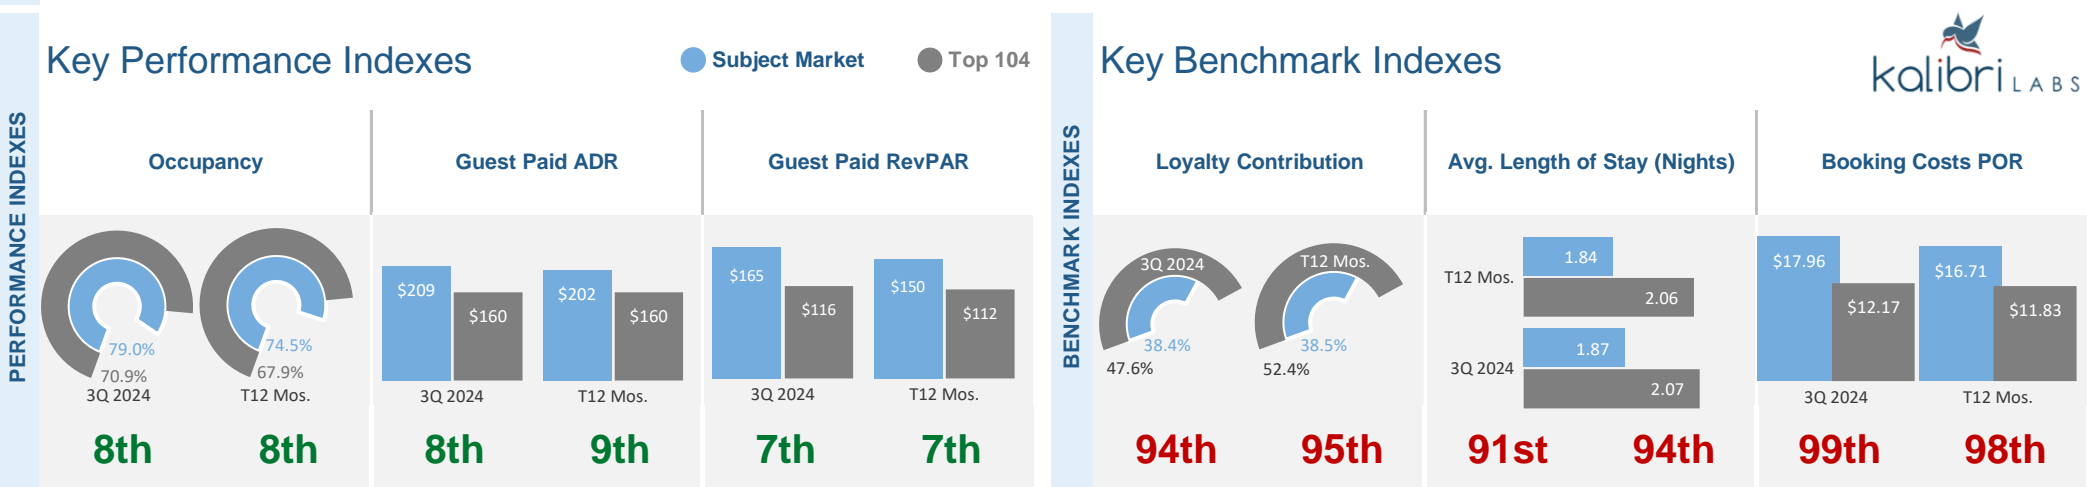 PERFORMANCE INDEXES
Key Performance Indexes
Subject Market
Top 104
Occupancy
Guest Paid ADR
Guest Paid RevPAR
79.0%
70.9%
3Q 2024
74.5%
67.9%
T12 Mos.
$209
$160
3Q 2024
$202
$160
T12 Mos.
$165
$116
3Q 2024
$150
$112
T12 Mos.
8th
8th
8th
9th
7th
7th
BENCHMARK INDEXES
Key Benchmark Indexes
kalibri LABS
Loyalty Contribution
Avg. Length of Stay (Nights)
Booking Costs POR
3Q 2024
38.4%
47.6%
T12 Mos.
38.5%
52.4%
T12 Mos.
1.84
2.06
3Q 2024
1.87
2.07
$17.96
$12.17
3Q 2024
$16.71
$11.83
T12 Mos.
94th
95th
91st
94th
99th
98th